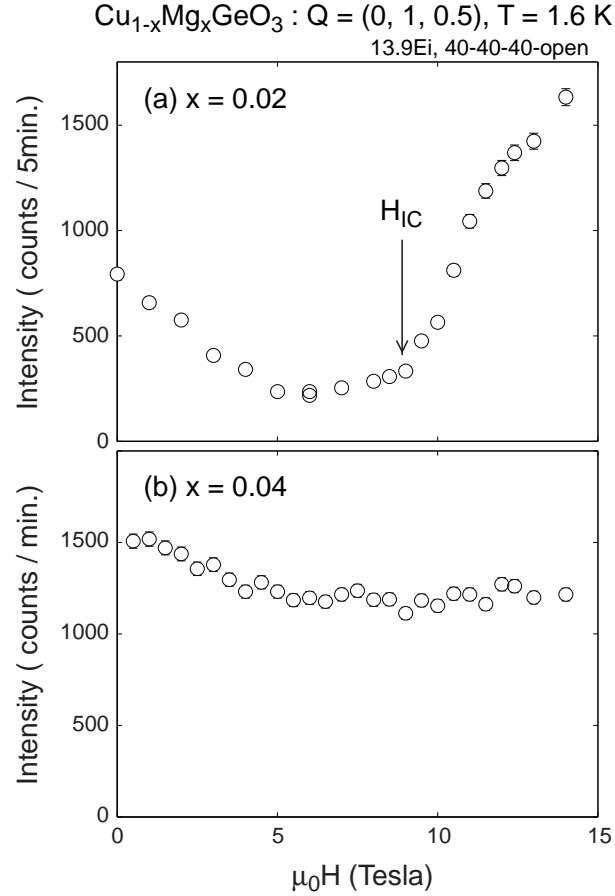 Cu1-xMgxGeO3 : Q = (0, 1, 0.5), T = 1.6 K
13.9Ei, 40-40-40-open
(a) x = 0.02
1500
HIC
1000
500
0
Intensity ( counts / 5min.)
(b) x = 0.04
1500
1000
500
0
Intensity ( counts / min.)
0 5 10 15
μ0H (Tesla)